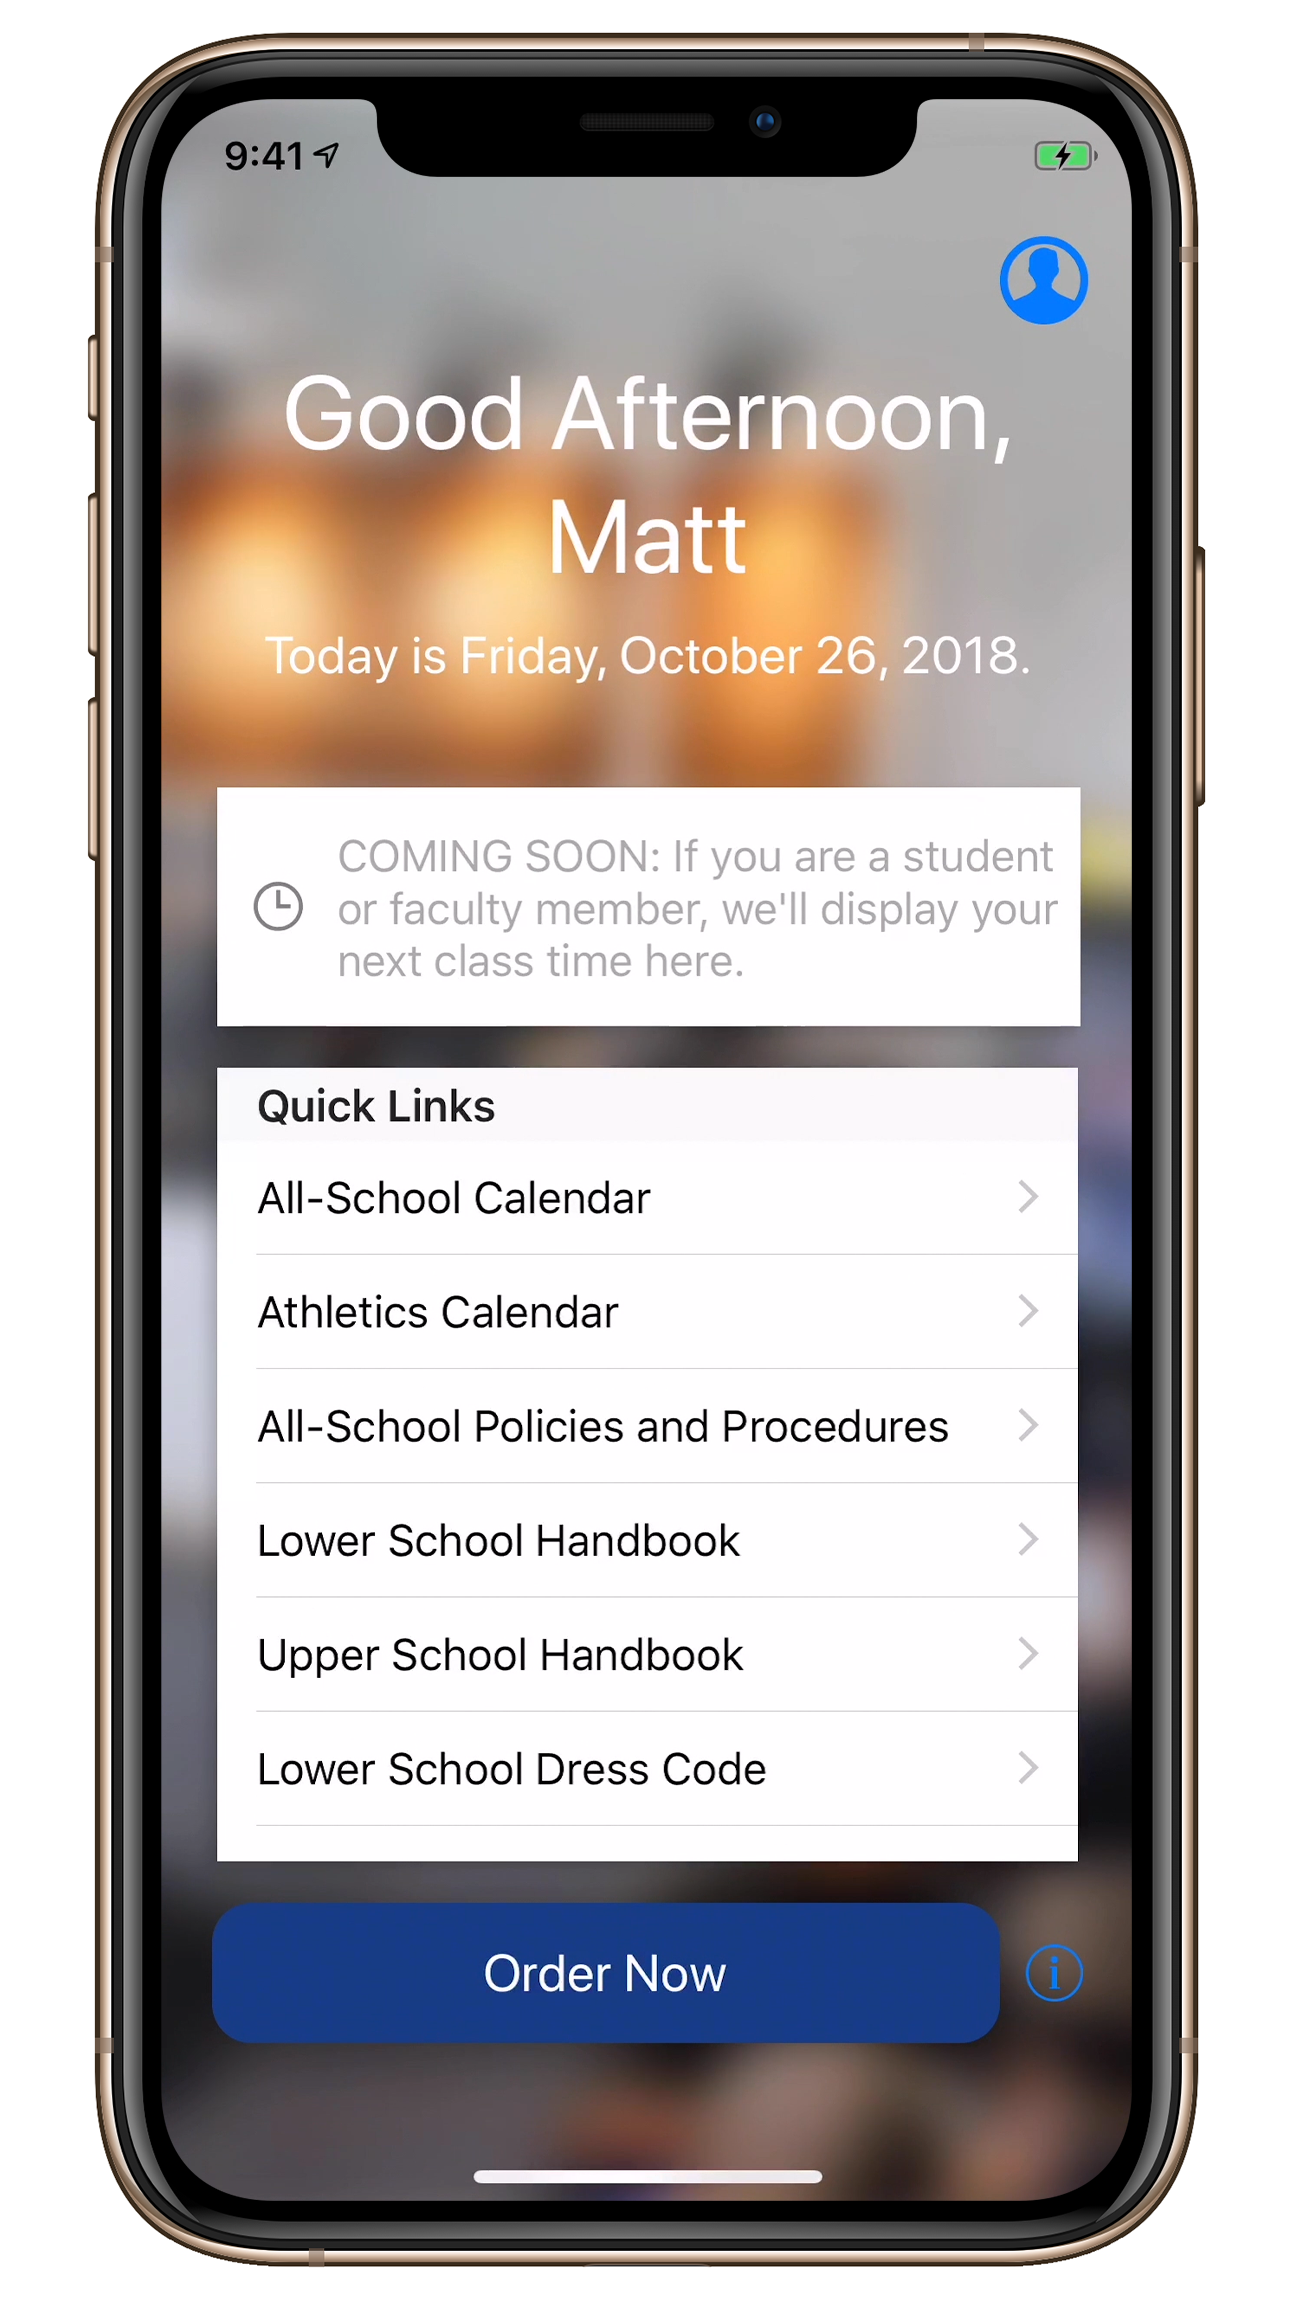 9:41
Good Afternoon,
Matt
Today is Friday, October 26, 2018.
COMING SOON: If you are a student
or faculty member, we'll display your
next class time here.
Quick Links
All-School Calendar
Athletics Calendar
All-School Policies and Procedures
Lower School Handbook
Upper School Handbook
Lower School Dress Code
Order Now
i